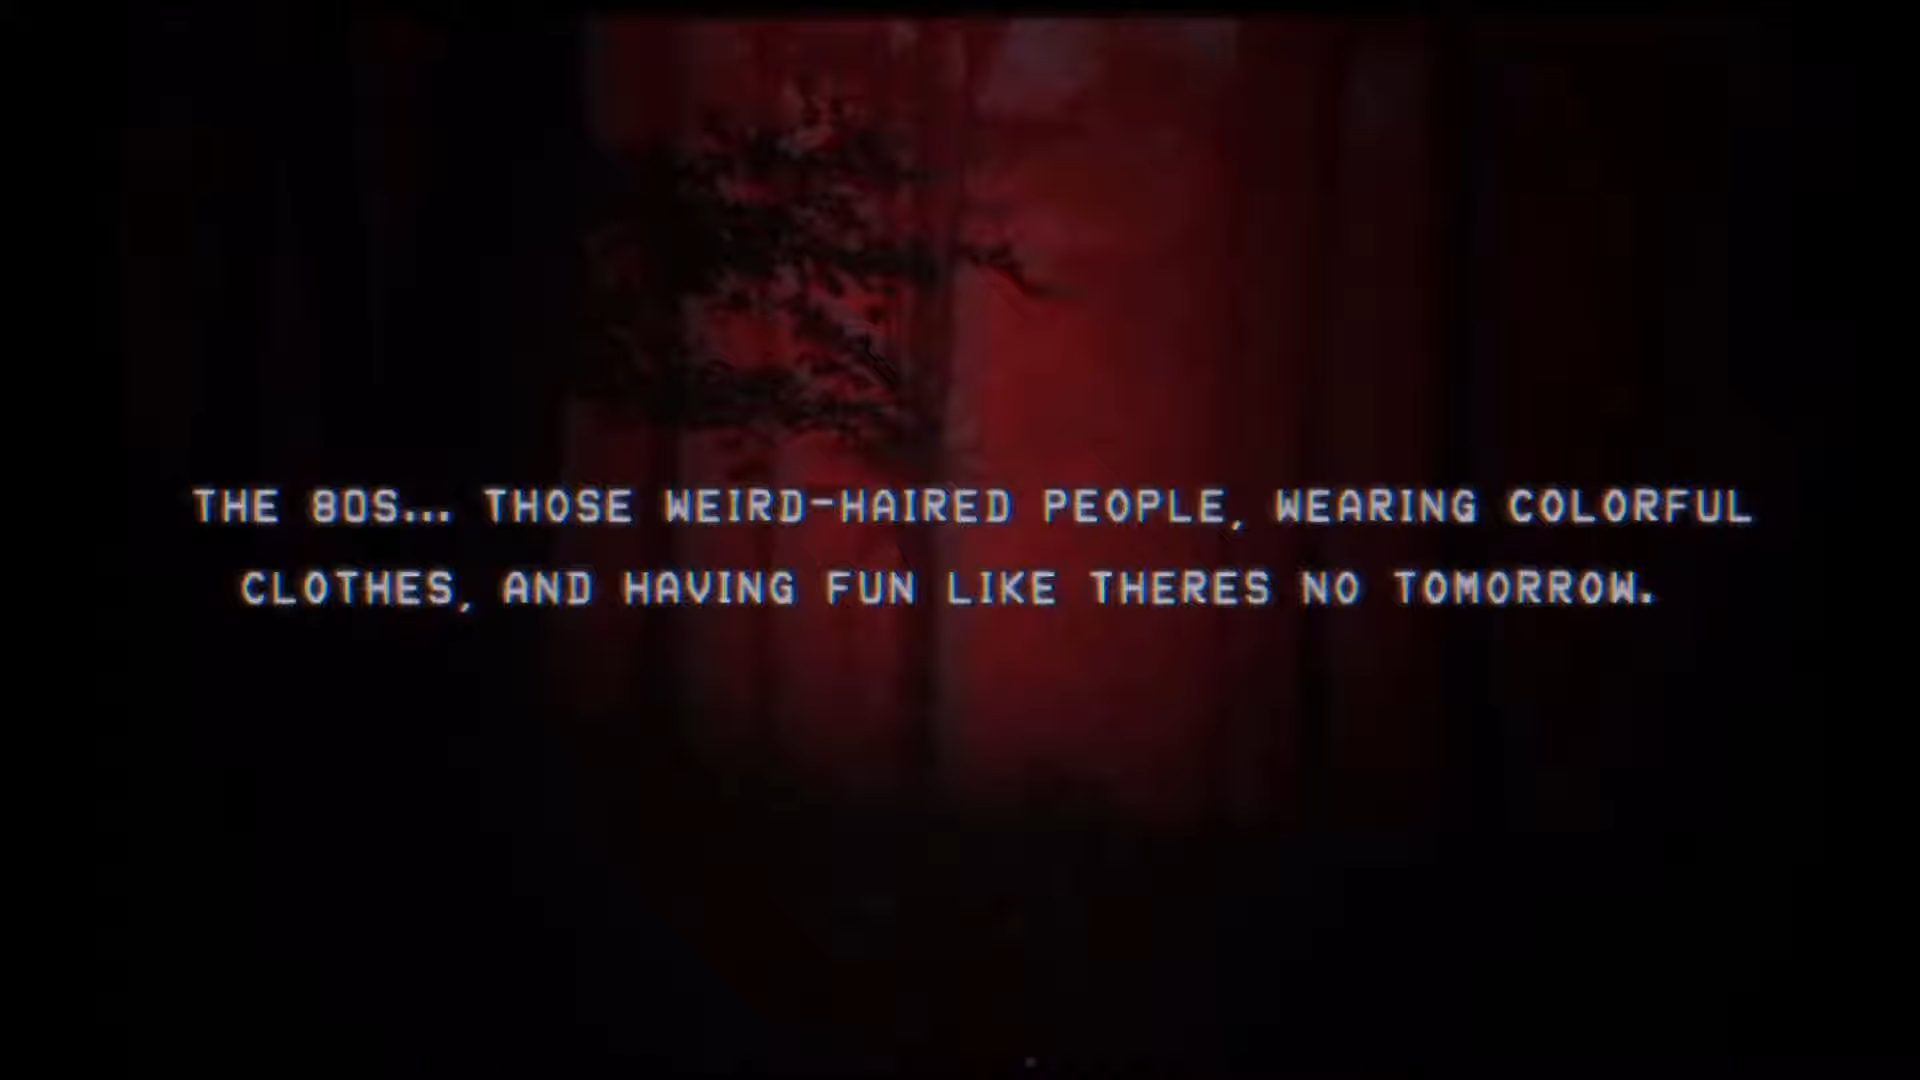 THE 80S... THOSE WEIRD-HAIRED PEOPLE, WEARING COLORFUL
CLOTHES, AND HAVING FUN LIKE THERES NO TOMORROW.